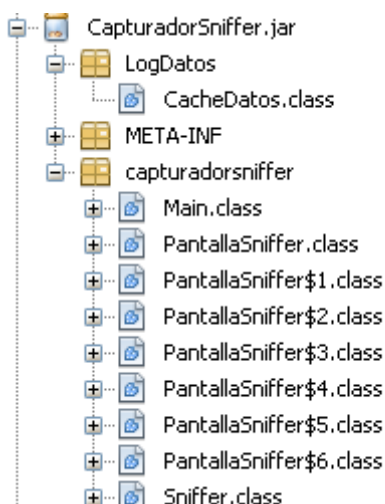 CapturadorSniffer.jar
LogDatos
CacheDatos.class
META-INF
capturadorsniffer
Main.class
PantallaSniffer.class
PantallaSniffer$1.class
PantallaSniffer$2.class
PantallaSniffer$3.class
PantallaSniffer$4.class
PantallaSniffer$5.class
PantallaSniffer$6.class
Sniffer.class